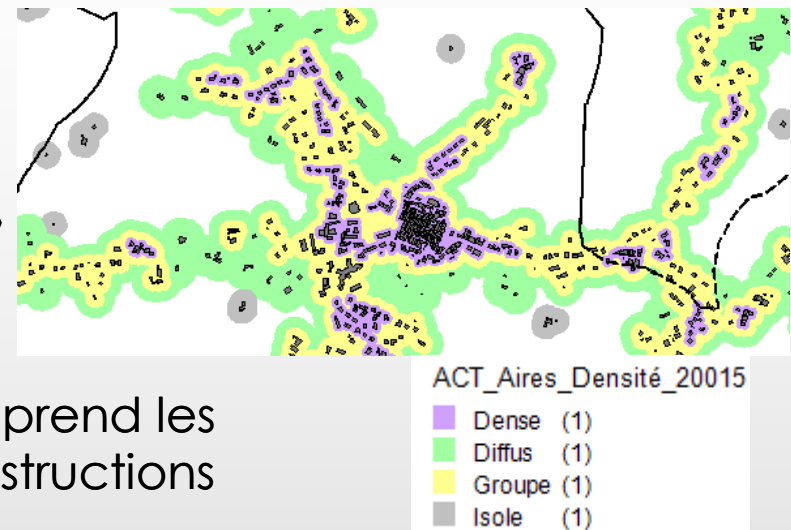 prend les
structions
ACT_Aires_Densité_20015
Dense (1)
Diffus (1)
Groupe (1)
Isole (1)